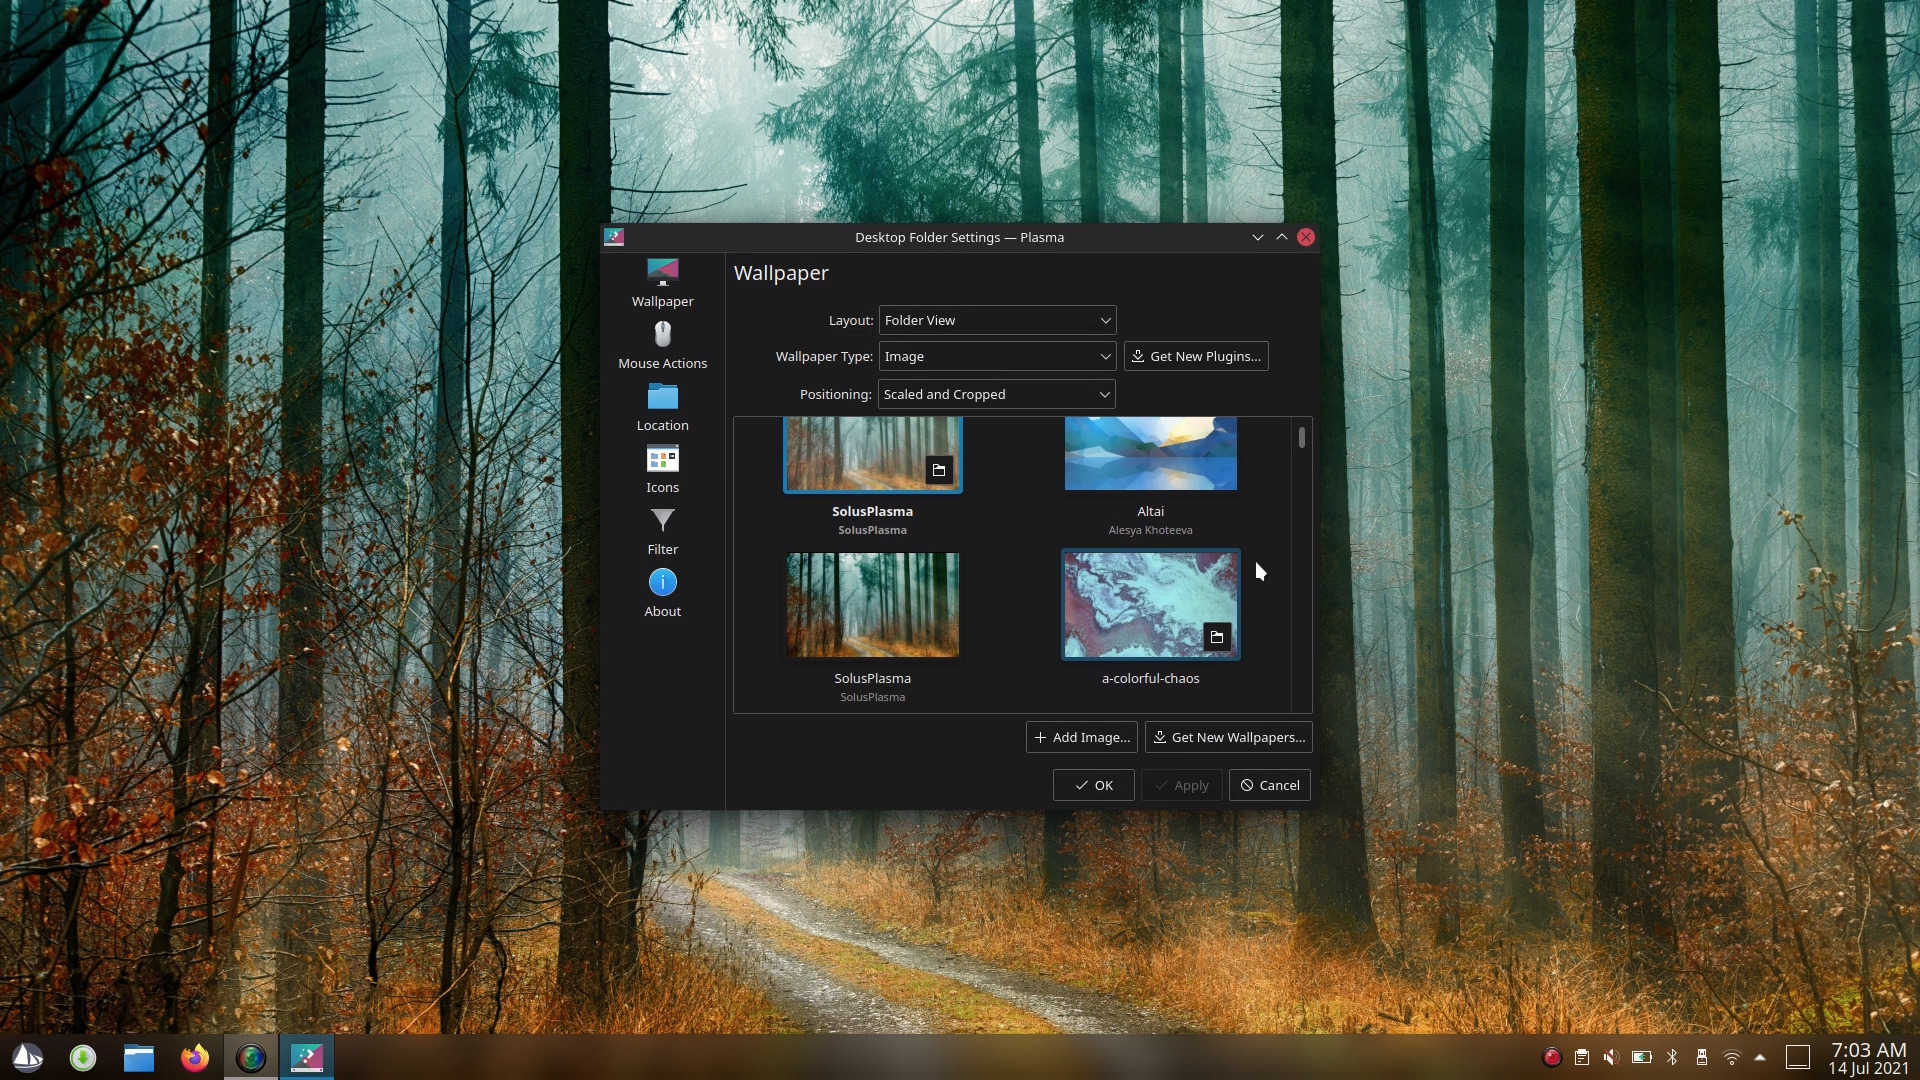 Desktop Folder Settings — Plasma
Wallpaper
Mouse Actions
Location
Icons
Filter
About
Wallpaper
Layout: Folder View
Wallpaper Type: Image Get New Plugins...
Positioning: Scaled and Cropped
SolusPlasma Altai
SolusPlasma Alesya Khoteeva
SolusPlasma a-colorful-chaos
SolusPlasma
Add Image... Get New Wallpapers...
OK Apply Cancel
7:03 AM
14 Jul 2021